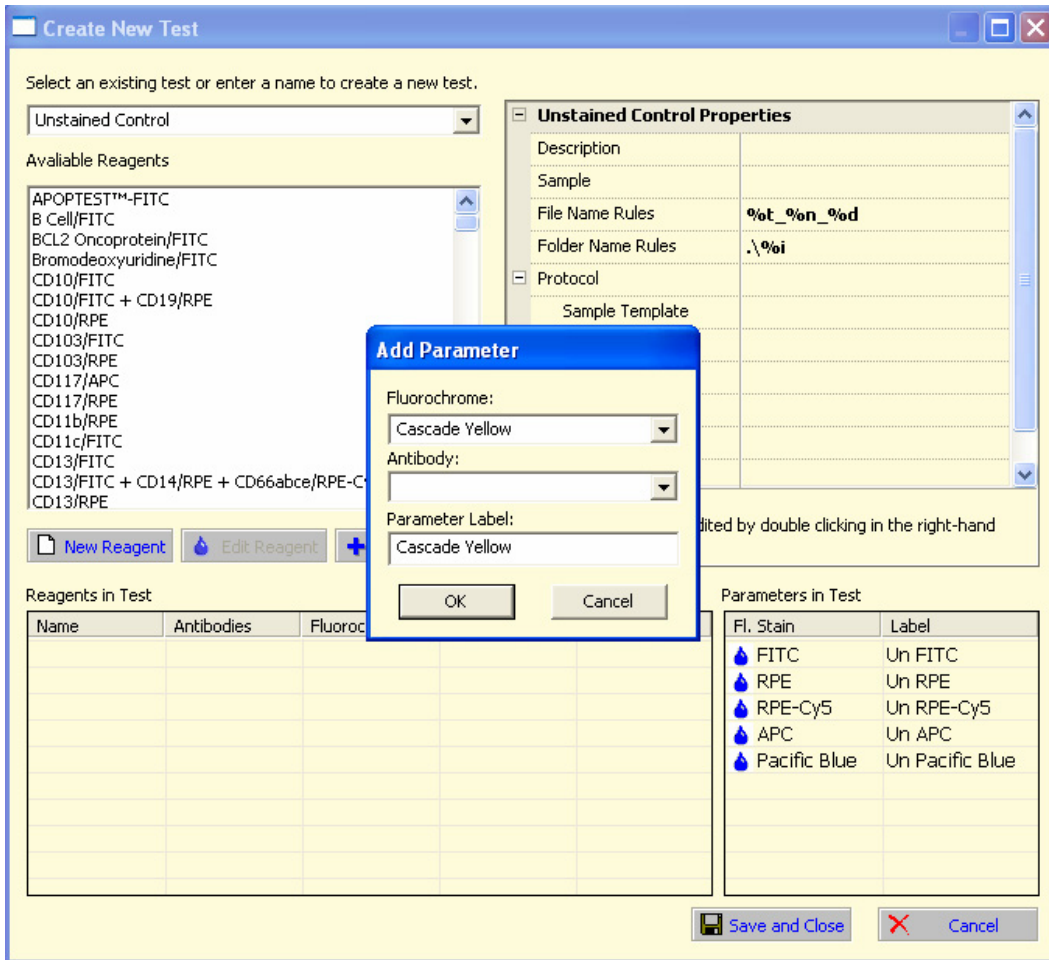 Create New Test
Select an existing test or enter a name to create a new test.
Unstained Control
Avaliable Reagents
APOPTEST™-FITC
B Cell/FITC
BCL2 Oncoprotein/FITC
Bromodeoxyuridine/FITC
CD10/FITC
CD10/FITC + CD19/RPE
CD10/RPE
CD103/FITC
CD103/RPE
CD117/APC
CD117/RPE
CD11b/RPE
CD11c/FITC
CD13/FITC
CD13/FITC + CD14/RPE + CD66abce/RPE-C
CD13/RPE
New Reagent
Edit Reagent
Unstained Control Properties
Description
Sample
File Name Rules %t_%n_%d
Folder Name Rules .\%i
Protocol
Sample Template
dited by double clicking in the right-hand
Add Parameter
Fluorochrome:
Cascade Yellow
Antibody:
Parameter Label:
Cascade Yellow
OK Cancel
Reagents in Test
Name Antibodies Fluoroc
Parameters in Test
Fl. Stain Label
FITC Un FITC
RPE Un RPE
RPE-Cy5 Un RPE-Cy5
APC Un APC
Pacific Blue Un Pacific Blue
Save and Close Cancel